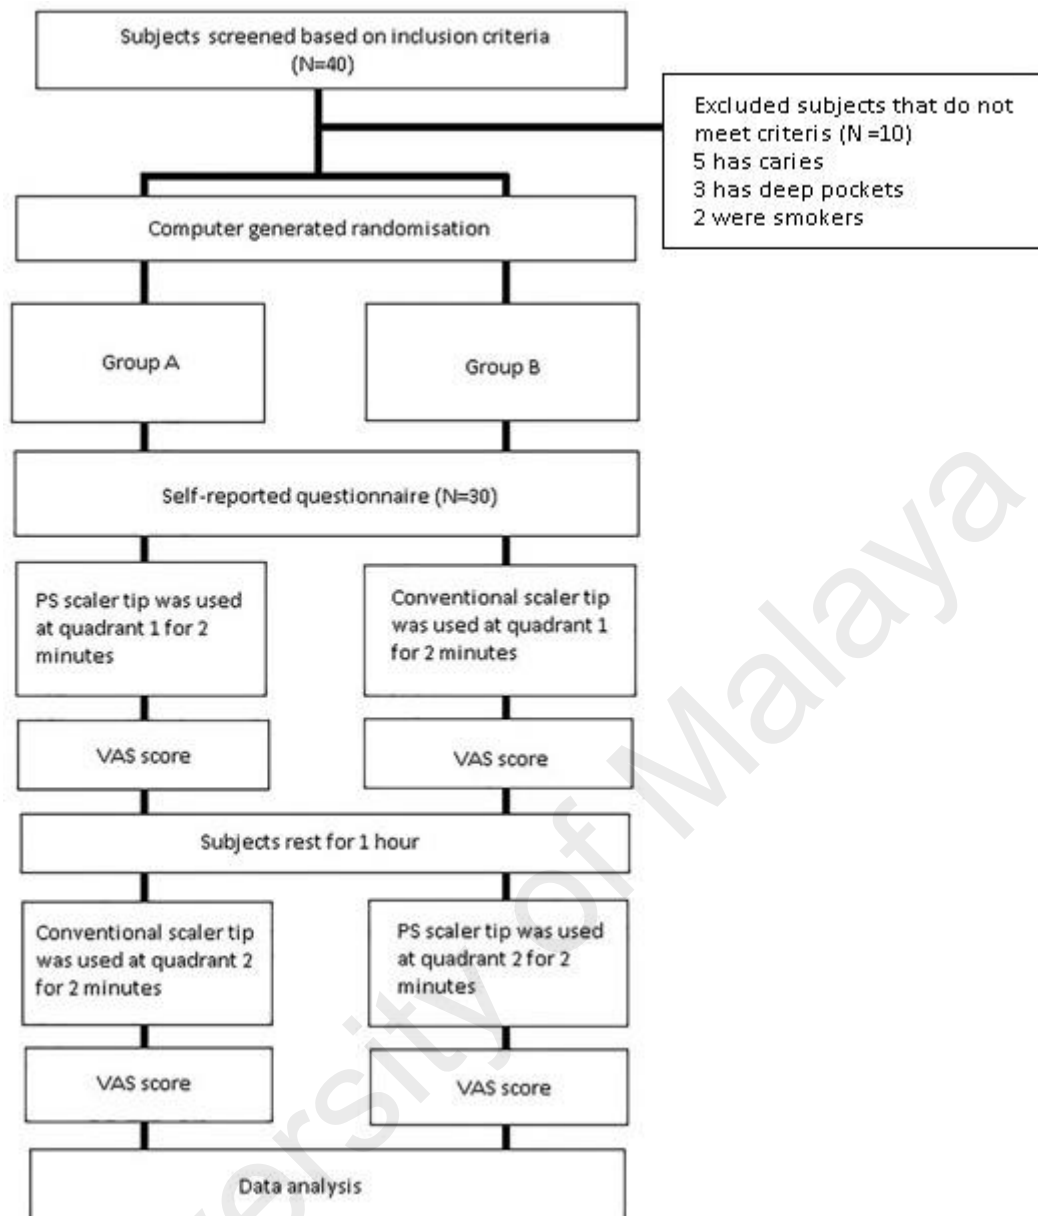 Subjects screened based on inclusion criteria
(N=40)
Excluded subjects that do not
meet criteris (N =10)
5 has caries
3 has deep pockets
2 were smokers
Computer generated randomisation
Group A
Group B
Self-reported questionnaire (N=30)
PS scaler tip was used
at quadrant 1 for 2
minutes
Conventional scaler tip
was used at quadrant 1
for 2 minutes
VAS score
VAS score
Subjects rest for 1 hour
Conventional scaler tip
was used at quadrant 2
for 2 minutes
PS scaler tip was used
at quadrant 2 for 2
minutes
VAS score
VAS score
Data analysis
of Malaya